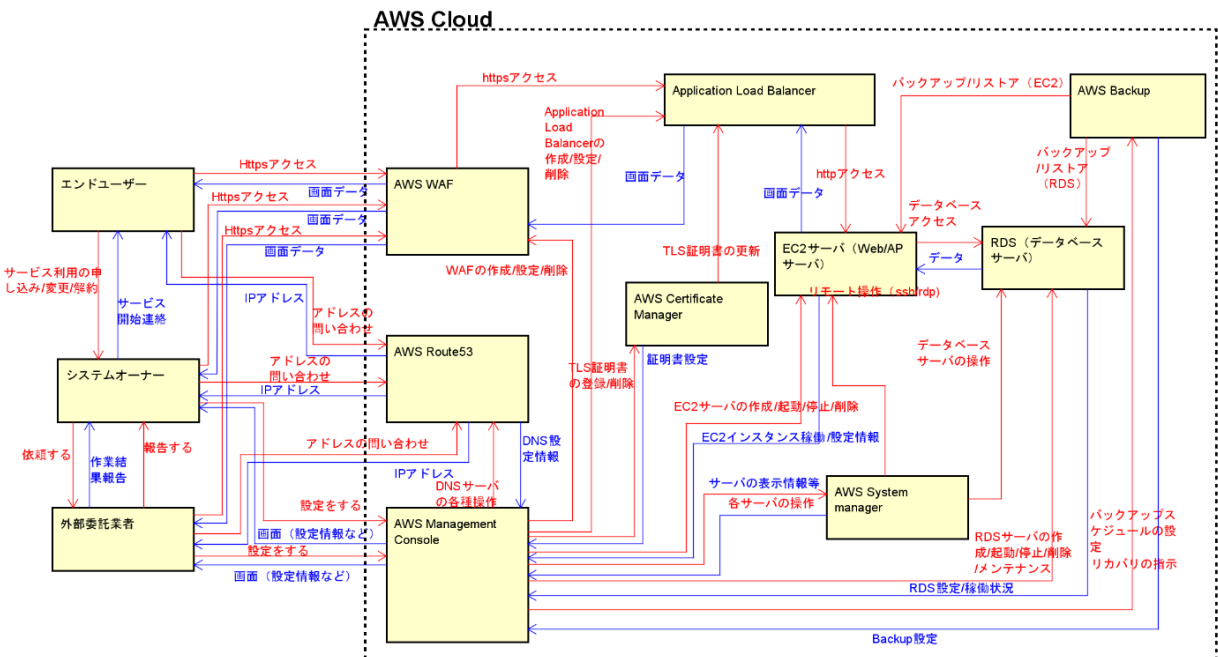 AWS Cloud
httpsアクセス
Application Load Balancer
バックアップ/リストア（EC2）
AWS Backup
Application
Load
Balancerの
作成/設定/
削除
バックアップ
/リストア
（RDS）
Httpsアクセス
エンドユーザー
AWS WAF
画面データ
画面データ
画面データ
httpアクセス
Httpsアクセス
画面データ
Httpsアクセス
画面データ
データベース
アクセス
EC2サーバ（Web/AP
サーバ）
RDS（データベース
サーバ）
データ
TLS証明書の更新
WAFの作成/設定/削除
サービス利用の申
し込み/変更/解約
サービス
開始連絡
IPアドレス
アドレスの
問い合わせ
AWS Certificate
Manager
リモート操作（ssh/rdp）
AWS Route53
データベース
サーバの操作
システムオーナー
アドレスの
問い合わせ
IPアドレス
TLS証明書
の登録/削除
証明書設定
EC2サーバの作成/起動/停止/削除
EC2インスタンス稼働/設定情報
依頼する
作業結
果報告
報告する
アドレスの問い合わせ
IPアドレス
DNS設
定情報
DNSサーバ
の各種操作
サーバの表示情報等
各サーバの操作
AWS System
manager
設定をする
外部委託業者
AWS Management
Console
画面（設定情報など）
設定をする
画面（設定情報など）
バックアップス
ケジュールの設
定
リカバリの指示
RDSサーバの作
成/起動/停止/削除
/メンテナンス
RDS設定/稼働状況
Backup設定